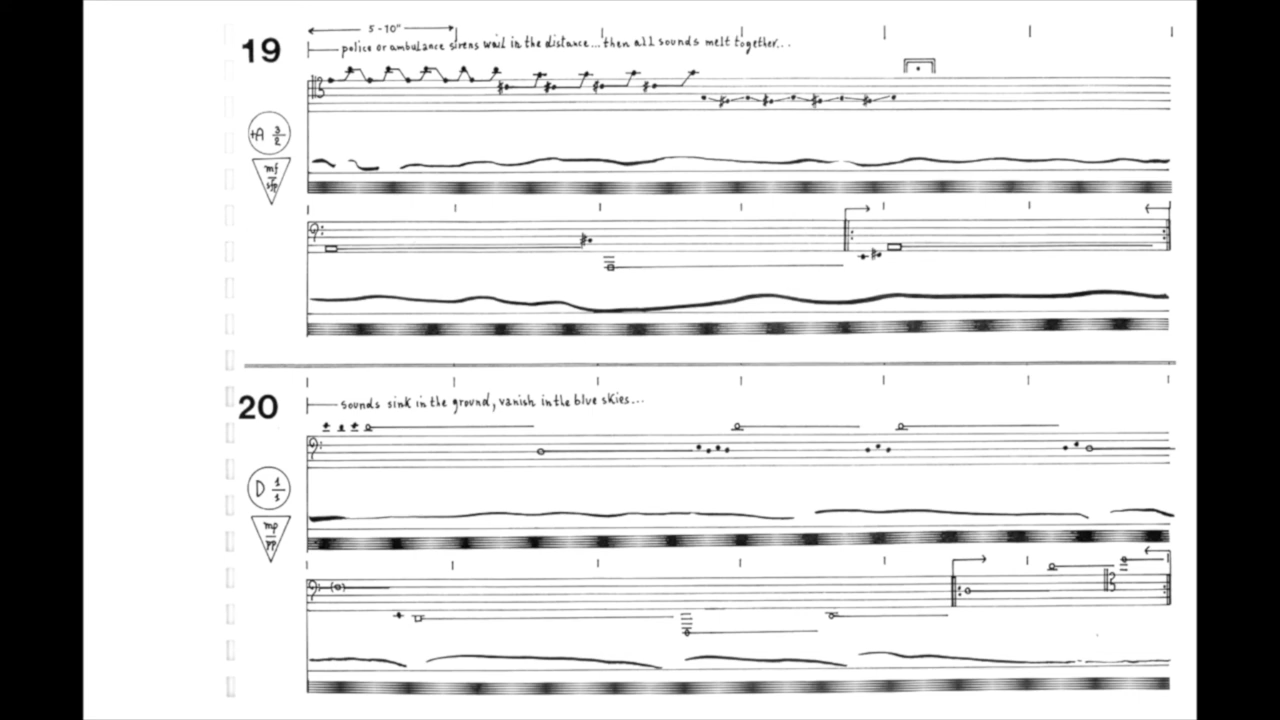 19
5-10"
police or ambulance sirens wail in the distance...then all sounds melt together...
+A 3/2
mf
sfp
20
sounds sink in the ground, vanish in the blue skies...
D 1/1
mp
pp